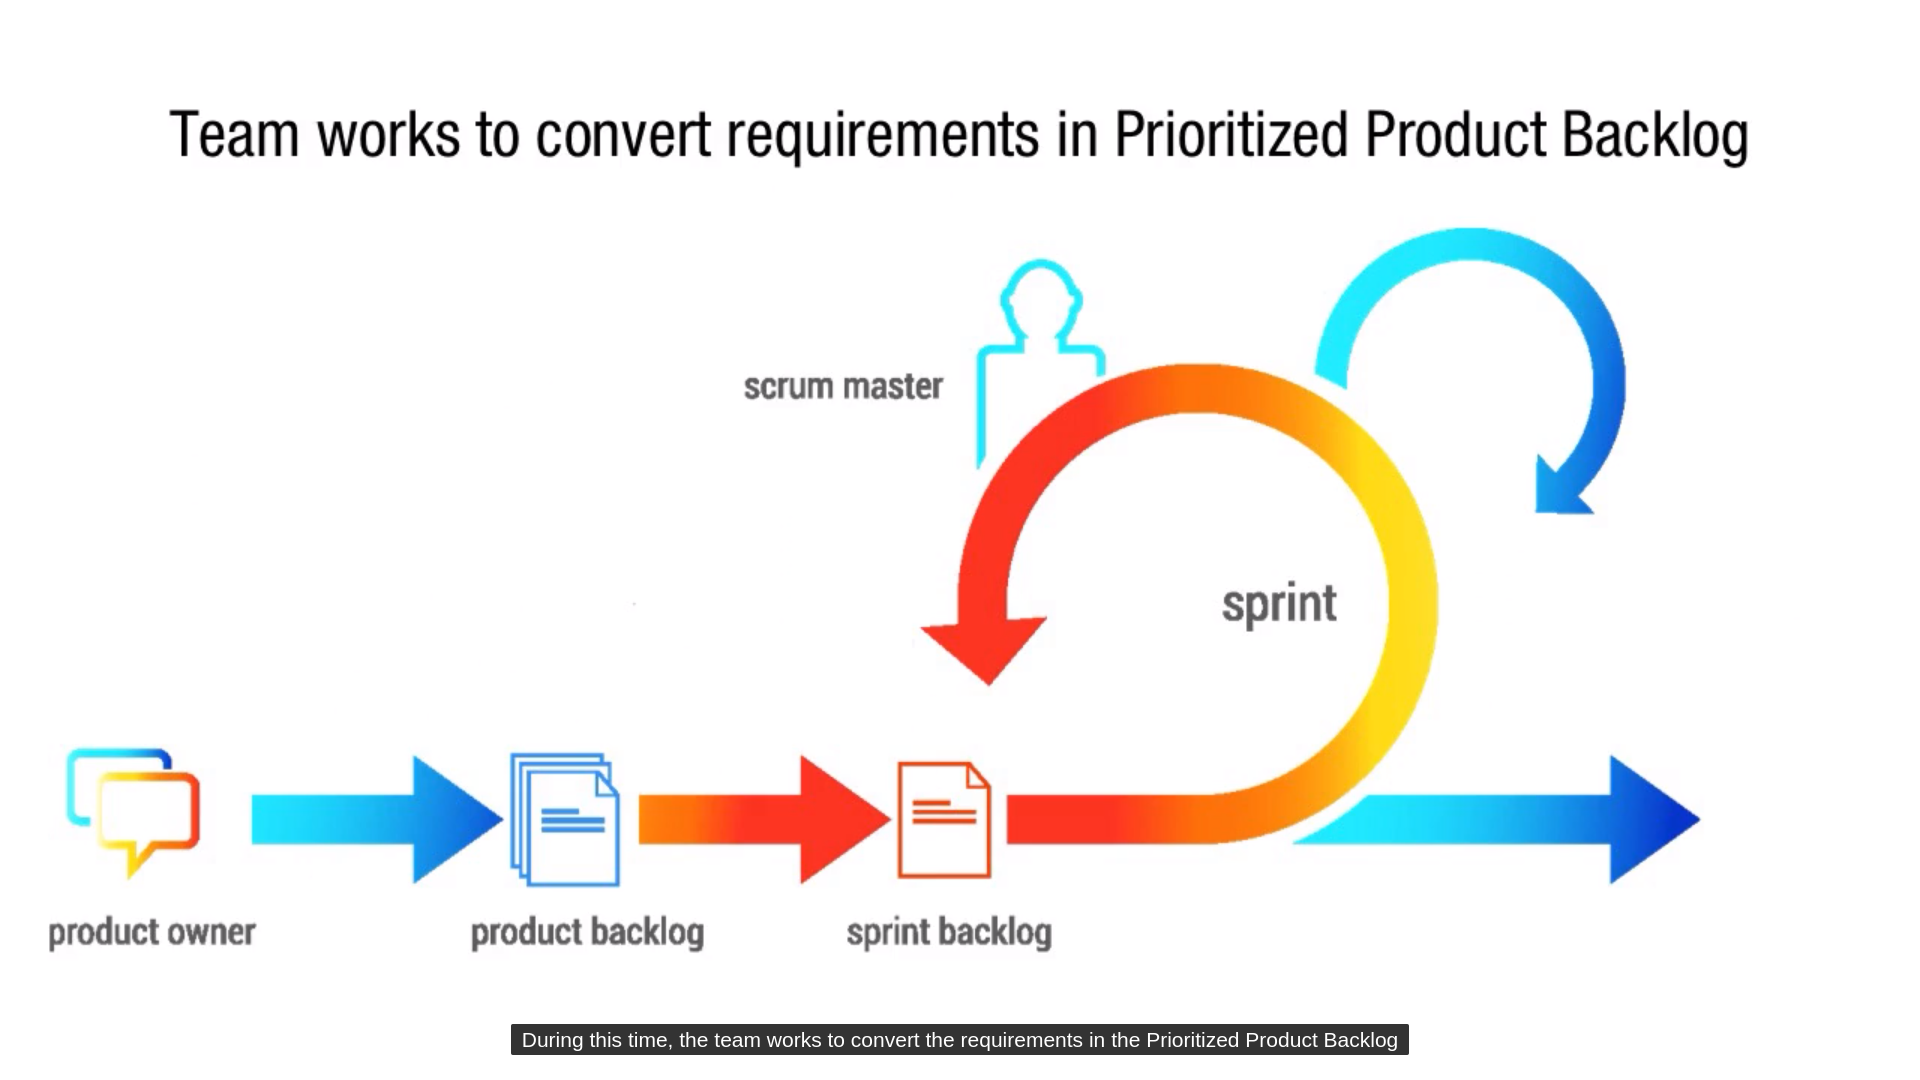 Team works to convert requirements in Prioritized Product Backlog
scrum master
sprint
product owner
product backlog
sprint backlog
During this time, the team works to convert the requirements in the Prioritized Product Backlog